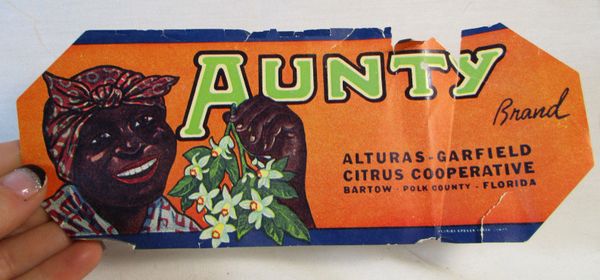 AUNTY
Brand
ALTURAS-GARFIELD
CITRUS COOPERATIVE
BARTOW - POLK COUNTY - FLORIDA